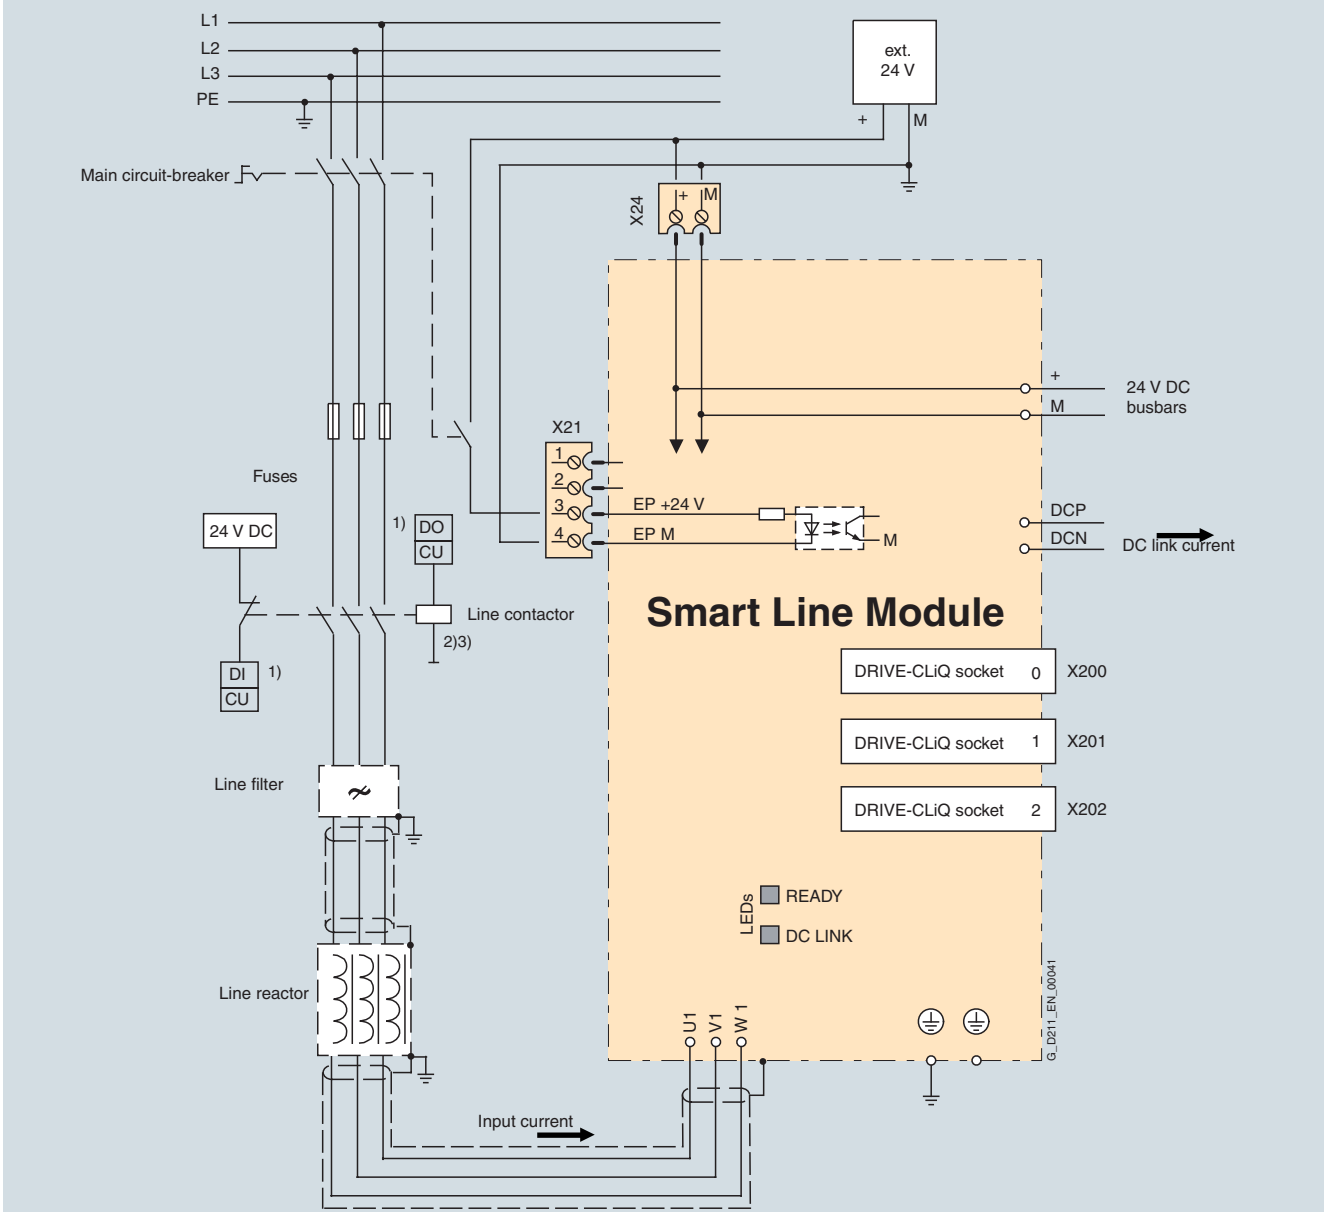 L1
L2
L3
PE
ext.
24 V
+
M
Main circuit-breaker
X24
+
M
+
24 V DC
M
busbars
X21
1
2
3
4
EP +24 V
EP M
M
Fuses
24 V DC
1)
DO
CU
DCP
DCN
DC link current
Line contactor
2)3)
Smart Line Module
DI
CU
1)
DRIVE-CLiQ socket 0
X200
DRIVE-CLiQ socket 1
X201
DRIVE-CLiQ socket 2
X202
Line filter
LEDs
READY
DC LINK
Line reactor
U1
V1
W 1
G_D211_EN_00041
Input current